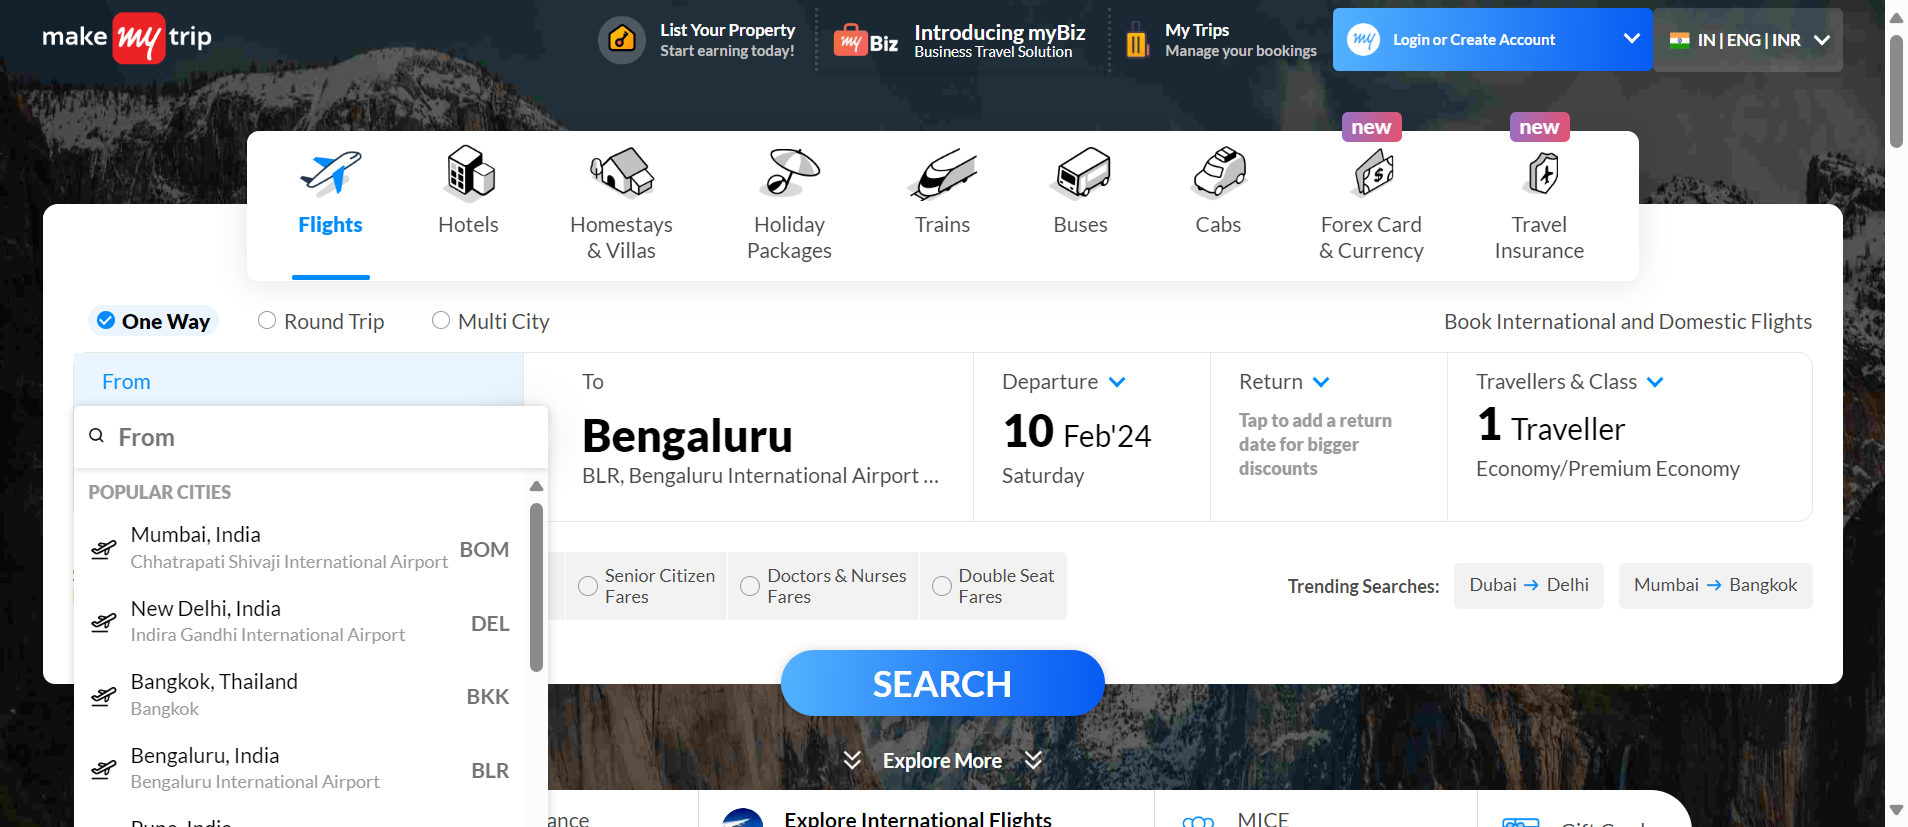 make my trip
List Your Property
Start earning today!
my Biz
Introducing myBiz
Business Travel Solution
My Trips
Manage your bookings
my
Login or Create Account
IN | ENG | INR
new
new
Flights
Hotels
Homestays
& Villas
Holiday
Packages
Trains
Buses
Cabs
Forex Card
& Currency
Travel
Insurance
One Way
Round Trip
Multi City
Book International and Domestic Flights
From
From
POPULAR CITIES
Mumbai, India
Chhatrapati Shivaji International Airport
BOM
New Delhi, India
Indira Gandhi International Airport
DEL
Bangkok, Thailand
Bangkok
BKK
Bengaluru, India
Bengaluru International Airport
BLR
To
Bengaluru
BLR, Bengaluru International Airport ...
Departure
10 Feb'24
Saturday
Return
Tap to add a return
date for bigger
discounts
Travellers & Class
1 Traveller
Economy/Premium Economy
Senior Citizen
Fares
Doctors & Nurses
Fares
Double Seat
Fares
Trending Searches:
Dubai → Delhi
Mumbai → Bangkok
SEARCH
Explore More
ance
Explore International Flights
MICE